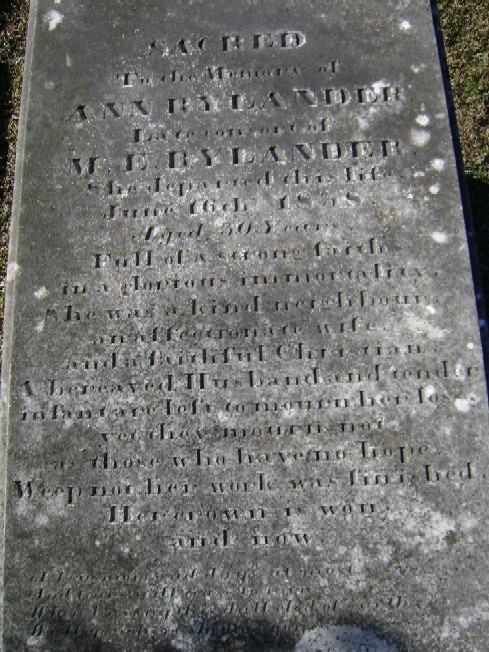 SACRED
To the Memory of
ANN RYLANDER
Late consort of
M. E. RYLANDER.
She departed this life.
June 16th
Aged 30 Years.
Full of a strong faith
in a glorious immortality.
She was a kind neighbour,
an affectionate wife,
and a faithful Christian.
A bereaved Husband and tender
infant are left to mourn her loss
yet they mourn not
as those who have no hope.
Weep not, her work was finished.
Her crown is won
and now